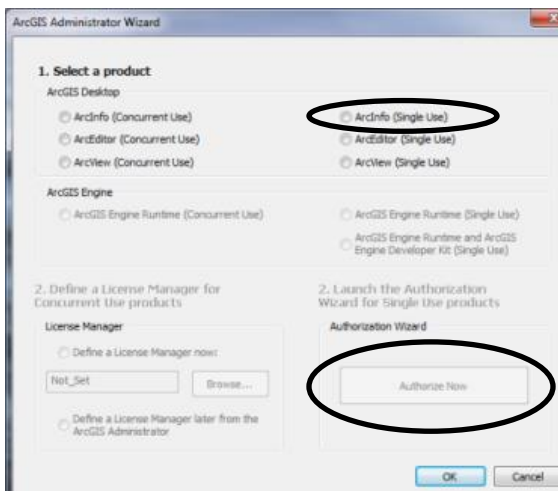 ArcGIS Administrator Wizard
1. Select a product
ArcGIS Desktop
ArcInfo (Concurrent Use)
ArcInfo (Single Use)
ArcEditor (Concurrent Use)
ArcEditor (Single Use)
ArcView (Concurrent Use)
ArcView (Single Use)
ArcGIS Engine
ArcGIS Engine Runtime (Concurrent Use)
ArcGIS Engine Runtime (Single Use)
ArcGIS Engine Runtime and ArcGIS
Engine Developer Kit (Single Use)
2. Define a License Manager for
Concurrent Use products
License Manager
Define a License Manager now:
Not_Set
Browse...
Define a License Manager later from the
ArcGIS Administrator
2. Launch the Authorization
Wizard for Single Use products
Authorization Wizard
Authorize Now
OK
Cancel